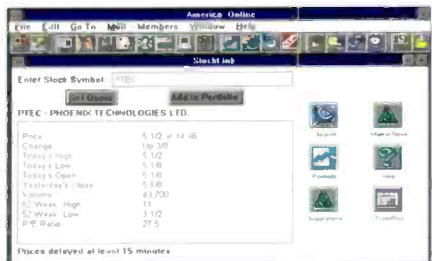 America Online
File Edit Go To Mail Members Window Help
StockLink
Enter Stock Symbol PTEC
Get Quote Add to Portfolio
PTEC - PHOENIX TECHNOLOGIES LTD.
Price 5 1/2 at 14:46
Change Up 3/8
Today's High 5 1/2
Today's Low 5 1/8
Today's Open 5 1/8
Yesterday's Close 5 1/8
Volume 43,700
52 Week High 11
52 Week Low 3 1/2
P/E Ratio 27.5
Search
Market News
Portfolio
Help
Suggestions
TradePlus
Prices delayed at least 15 minutes